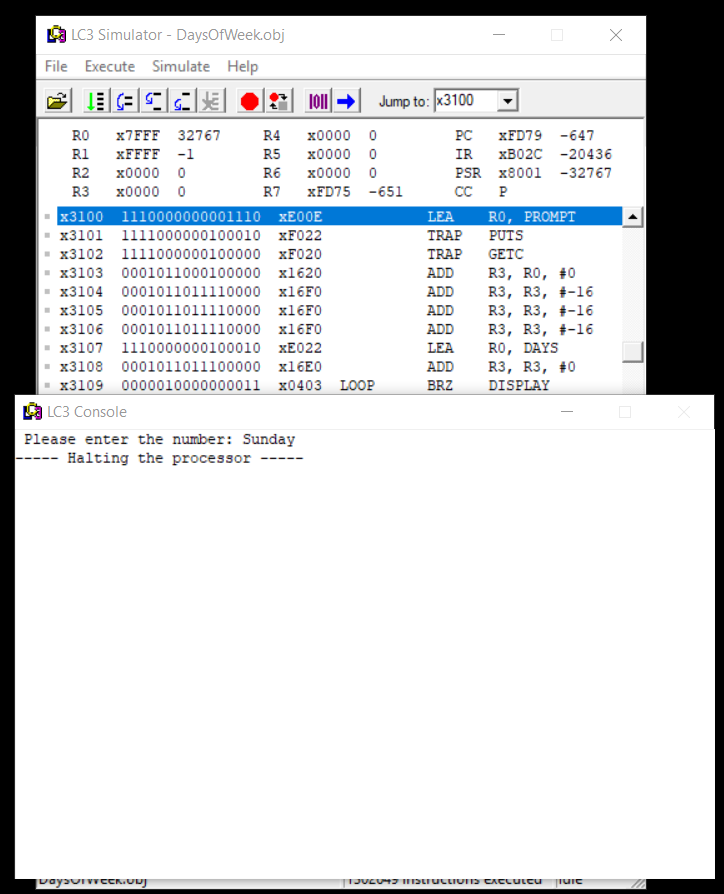 LC3 Simulator - DaysOfWeek.obj
File Execute Simulate Help
Jump to: x3100
R0 x7FFF 32767 R4 x0000 0 PC xFD79 -647
R1 xFFFF -1 R5 x0000 0 IR xB02C -20436
R2 x0000 0 R6 x0000 0 PSR x8001 -32767
R3 x0000 0 R7 xFD75 -651 CC P
x3100 1110000000001110 xE00E LEA R0, PROMPT
x3101 1111000000100010 xF022 TRAP PUTS
x3102 1111000000100000 xF020 TRAP GETC
x3103 0001011000100000 x1620 ADD R3, R0, #0
x3104 0001011011110000 x16F0 ADD R3, R3, #-16
x3105 0001011011110000 x16F0 ADD R3, R3, #-16
x3106 0001011011110000 x16F0 ADD R3, R3, #-16
x3107 1110000000100010 xE022 LEA R0, DAYS
x3108 0001011011100000 x16E0 ADD R3, R3, #0
x3109 0000010000000011 x0403 LOOP BRZ DISPLAY
LC3 Console
Please enter the number: Sunday
----- Halting the processor -----
DaysOfWeek.obj 1502049 instructions executed Idle